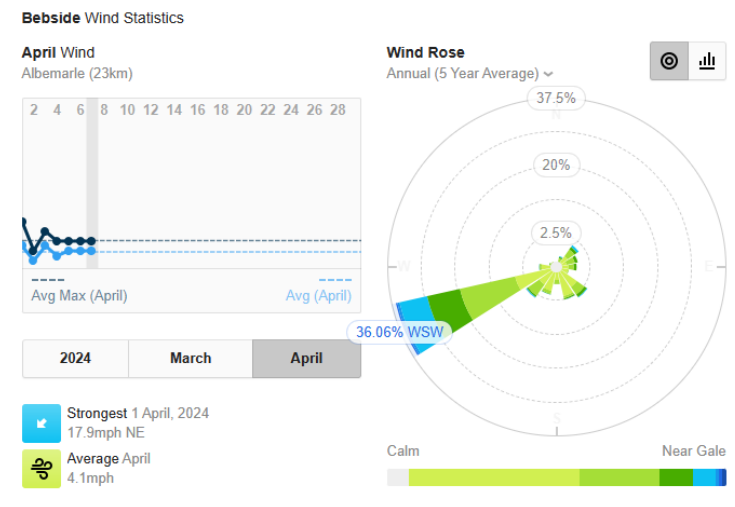 Bebside Wind Statistics
April Wind
Albemarle (23km)
2 4 6 8 10 12 14 16 18 20 22 24 26 28
Avg Max (April) Avg (April)
2024 March April
Strongest 1 April, 2024
17.9mph NE
Average April
4.1mph
Wind Rose
Annual (5 Year Average)
37.5%
N
20%
2.5%
W E
36.06% WSW
S
Calm Near Gale